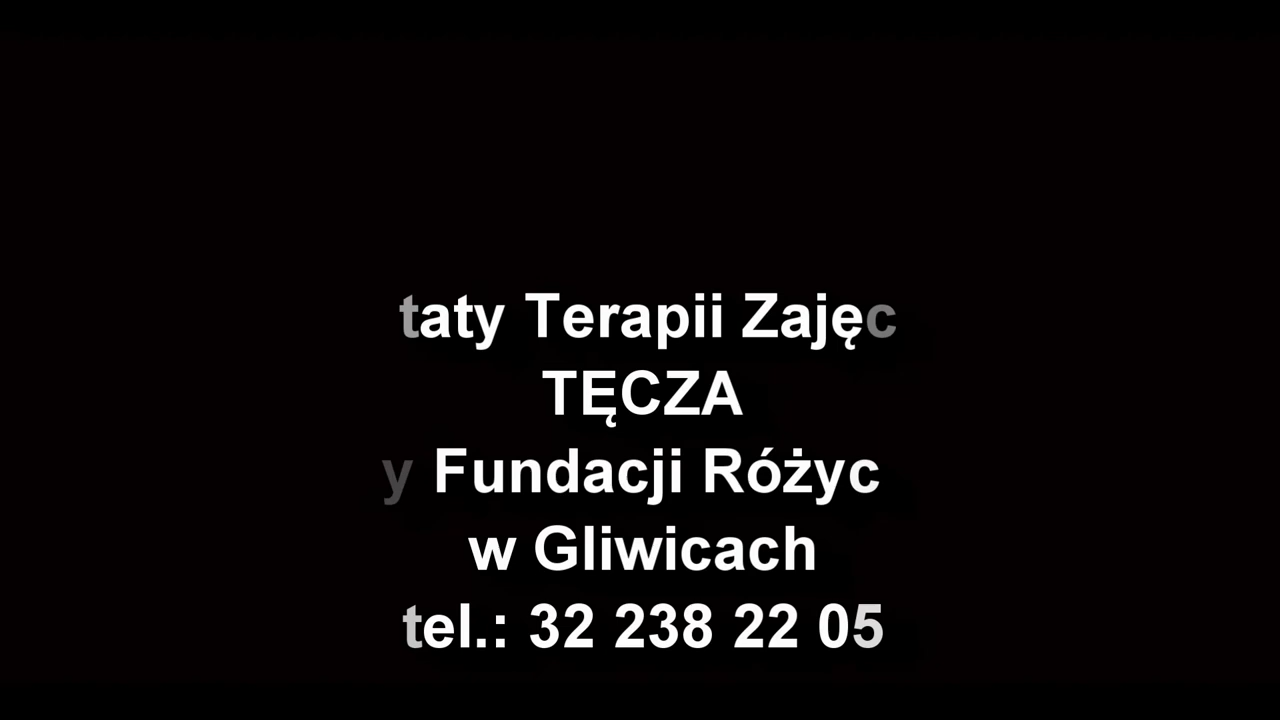 taty Terapii Zajęc
TĘCZA
y Fundacji Różyc
w Gliwicach
tel.: 32 238 22 05